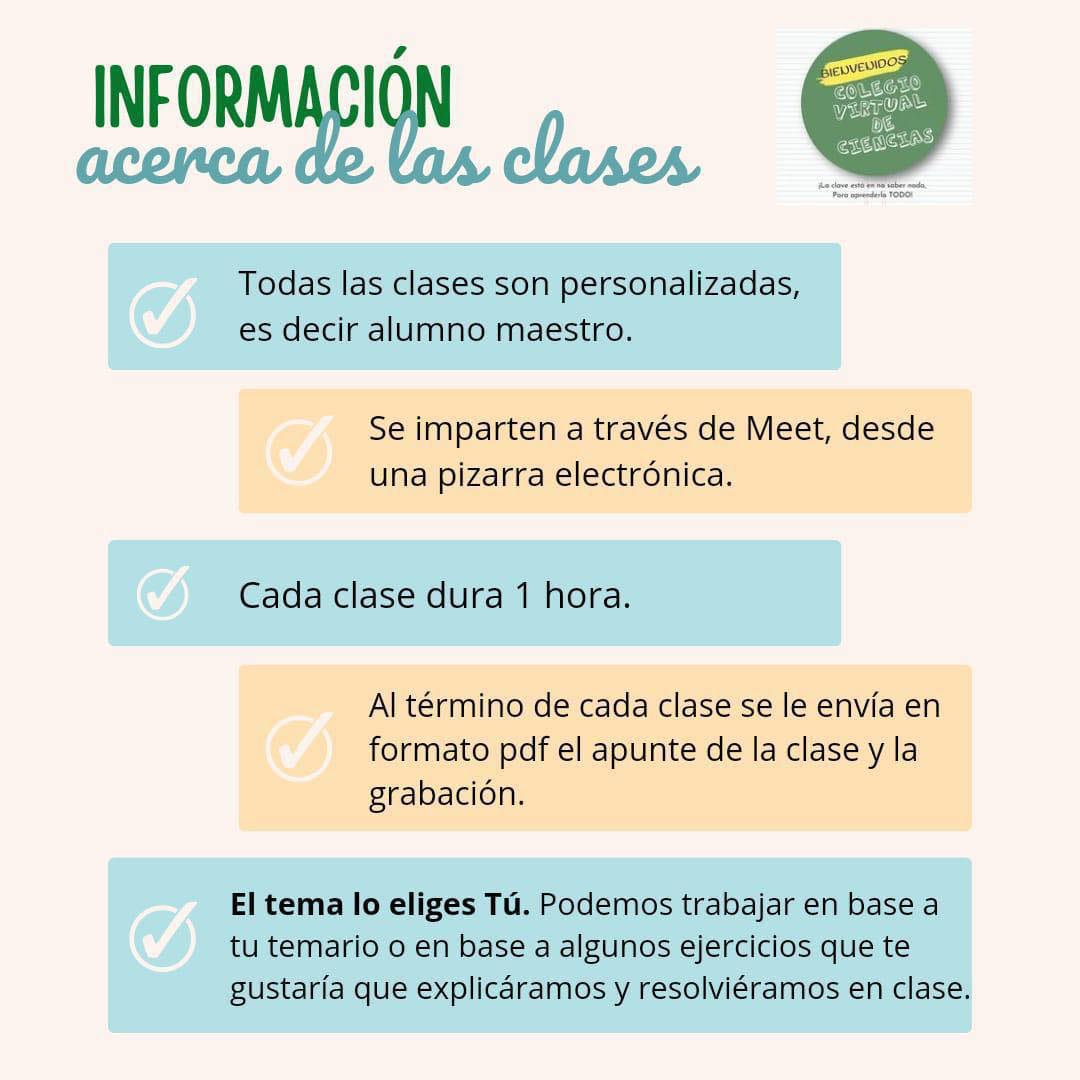 INFORMACIÓN
acerca de las clases
BIENVENIDOS
COLEGIO
VIRTUAL
DE
CIENCIAS
¡La clave está en no saber nada,
Para aprenderlo TODO!
Todas las clases son personalizadas,
es decir alumno maestro.
Se imparten a través de Meet, desde
una pizarra electrónica.
Cada clase dura 1 hora.
Al término de cada clase se le envía en
formato pdf el apunte de la clase y la
grabación.
El tema lo eliges Tú. Podemos trabajar en base a
tu temario o en base a algunos ejercicios que te
gustaría que explicáramos y resolviéramos en clase.